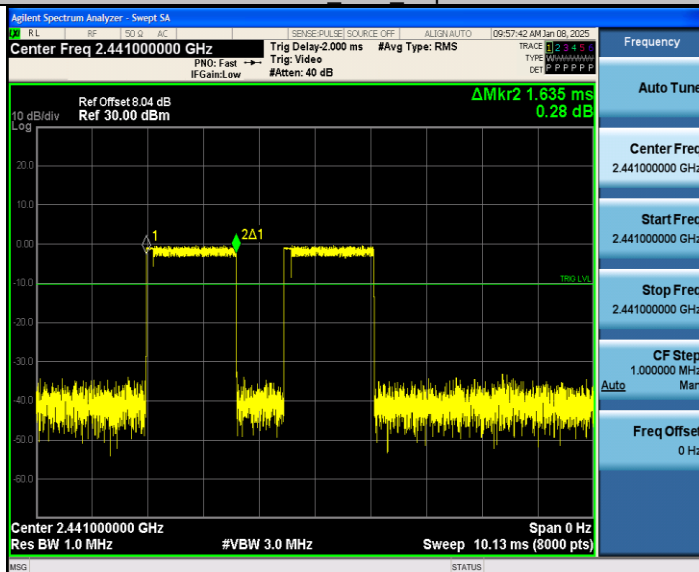 Agilent Spectrum Analyzer - Swept SA
LXI RL RF 50 Ω AC SENSE:PULSE SOURCE OFF ALIGN AUTO 09:57:42 AM Jan 08, 2025
Center Freq 2.441000000 GHz Trig Delay-2.000 ms #Avg Type: RMS TRACE 1 2 3 4 5 6
PNO: Fast Trig: Video TYPE W
IFGain:Low #Atten: 40 dB DET P P P P P P
Frequency
ΔMkr2 1.635 ms
0.28 dB
Ref Offset 8.04 dB
10 dB/div Ref 30.00 dBm
Log
20.0
10.0
0.00
-10.0
-20.0
-30.0
-40.0
-50.0
-60.0
1
2Δ1
TRIG LVL
Center 2.441000000 GHz Span 0 Hz
Res BW 1.0 MHz #VBW 3.0 MHz Sweep 10.13 ms (8000 pts)
MSG STATUS
Auto Tune
Center Freq
2.441000000 GHz
Start Freq
2.441000000 GHz
Stop Freq
2.441000000 GHz
CF Step
1.000000 MHz
Auto Man
Freq Offset
0 Hz